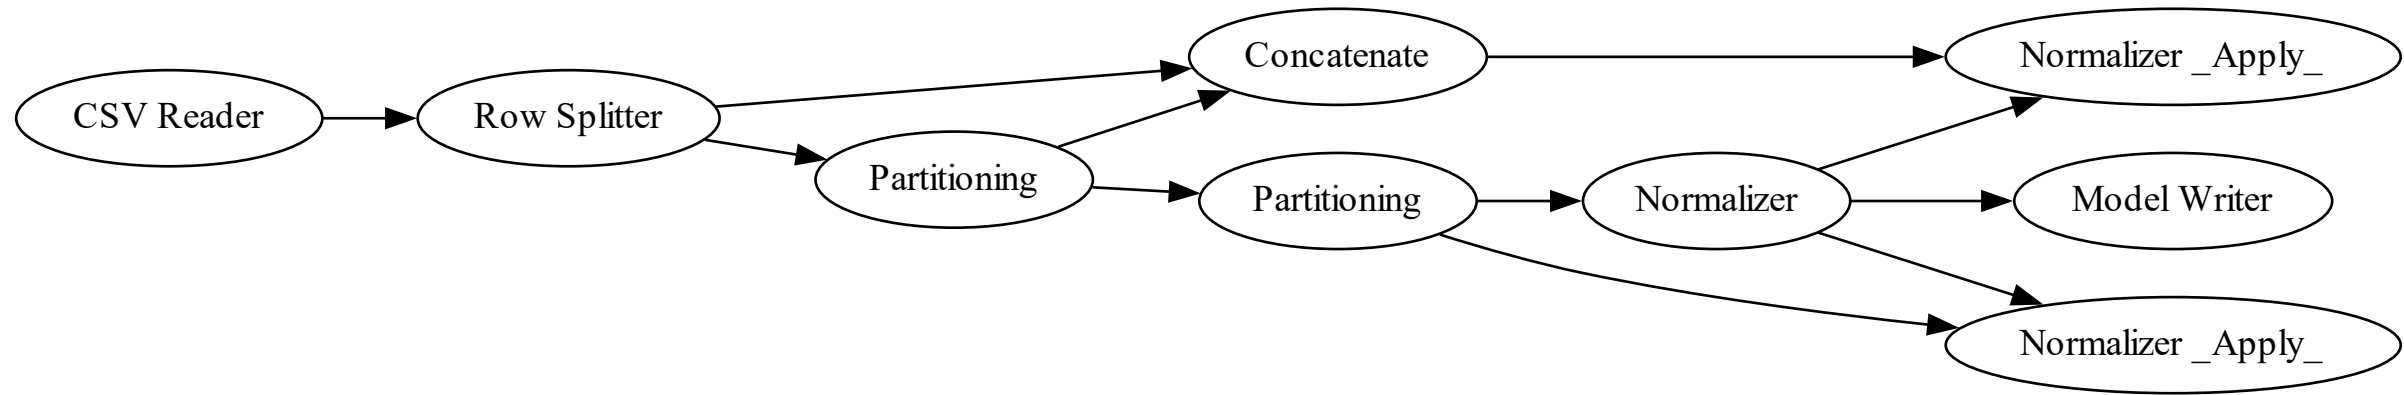 CSV Reader
Row Splitter
Partitioning
Concatenate
Partitioning
Normalizer
Normalizer _Apply_
Model Writer
Normalizer _Apply_